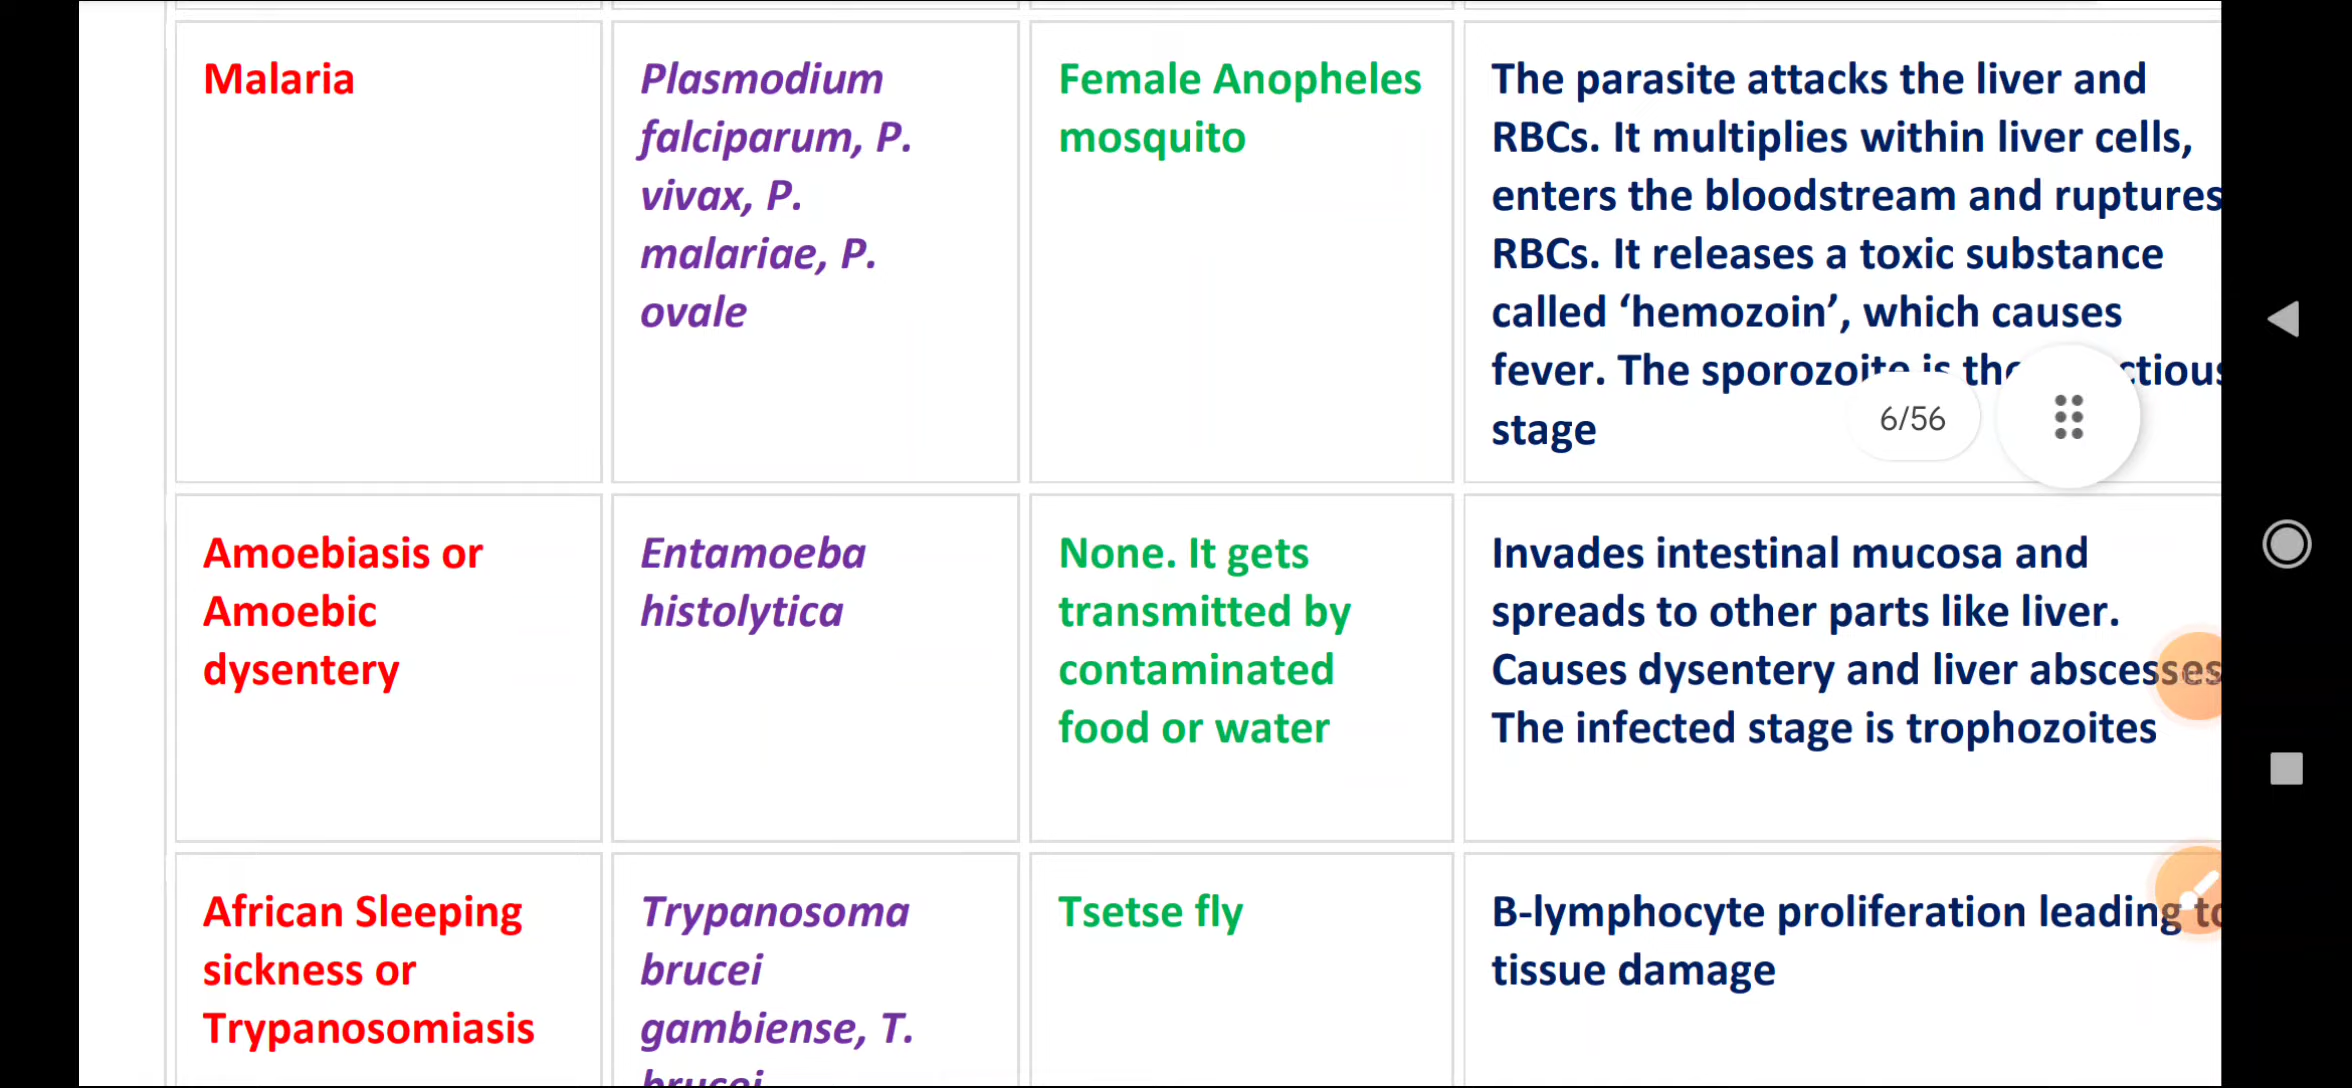 Malaria
Plasmodium
falciparum, P.
vivax, P.
malariae, P.
ovale
Female Anopheles
mosquito
The parasite attacks the liver and
RBCs. It multiplies within liver cells,
enters the bloodstream and ruptures
RBCs. It releases a toxic substance
called ‘hemozoin’, which causes
fever. The sporozoite is the
stage
6/56
Amoebiasis or
Amoebic
dysentery
Entamoeba
histolytica
None. It gets
transmitted by
contaminated
food or water
Invades intestinal mucosa and
spreads to other parts like liver.
Causes dysentery and liver abscesses
The infected stage is trophozoites
African Sleeping
sickness or
Trypanosomiasis
Trypanosoma
brucei
gambiense, T.
brucei
Tsetse fly
B-lymphocyte proliferation leading to
tissue damage